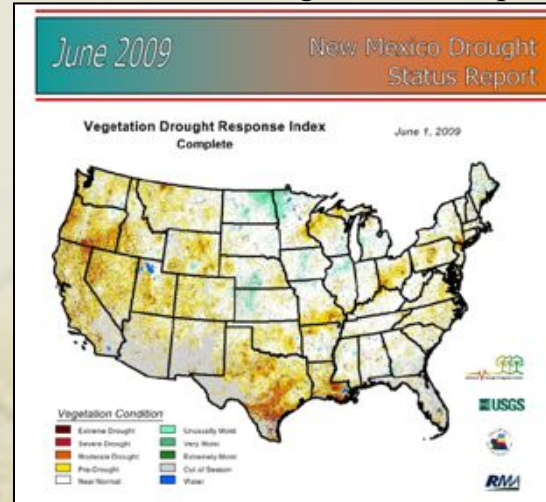 June 2009
New Mexico Drought
Status Report
Vegetation Drought Response Index
Complete
June 1, 2009
Vegetation Condition
Extreme Drought
Severe Drought
Moderate Drought
Pre-Drought
Near Normal
Unusually Moist
Very Moist
Extremely Moist
Out of Season
Water
USGS
RMA